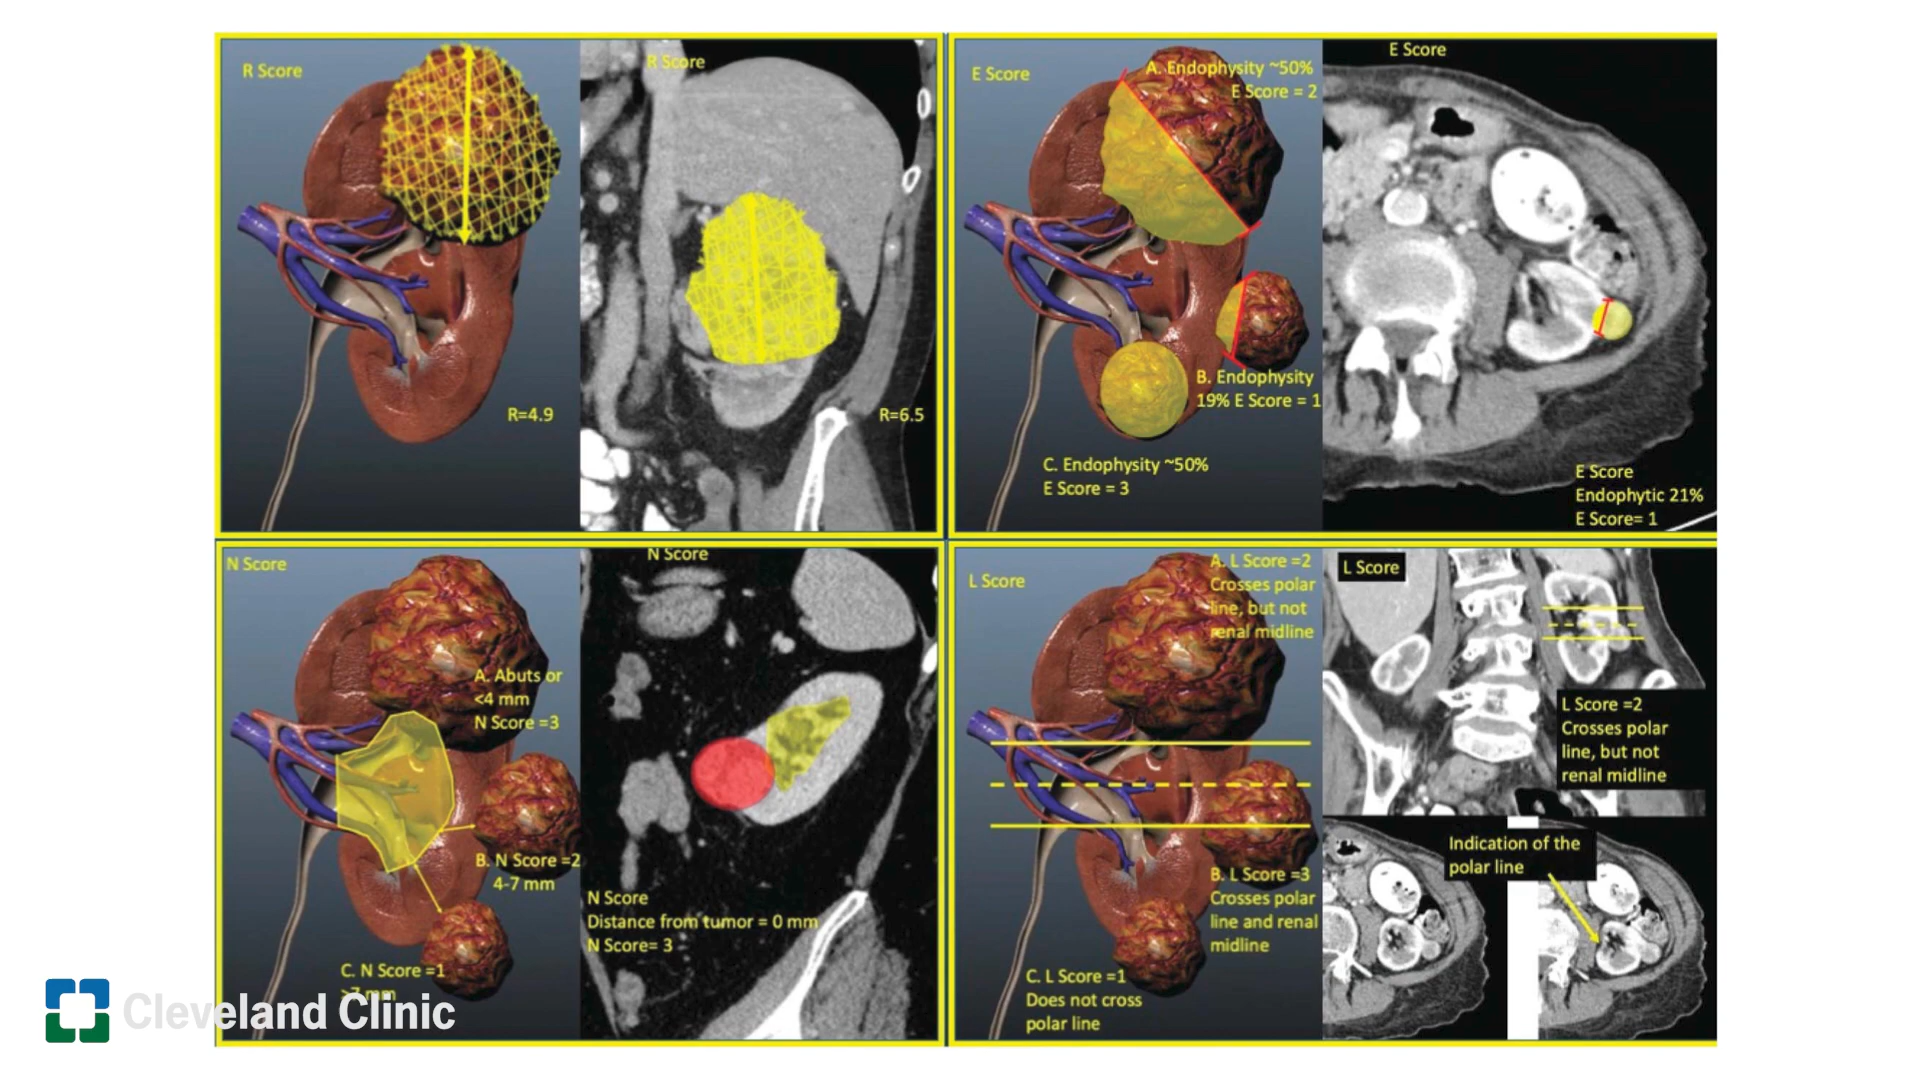 R Score
R Score
R=4.9
R=6.5
E Score
A. Endophysity ~50%
E Score = 2
B. Endophysity
19% E Score = 1
C. Endophysity ~50%
E Score = 3
E Score
E Score
Endophytic 21%
E Score= 1
N Score
A. Abuts or
<4 mm
N Score =3
B. N Score =2
4-7 mm
C. N Score =1
>7 mm
N Score
N Score
Distance from tumor = 0 mm
N Score= 3
L Score
A. L Score =2
Crosses polar
line, but not
renal midline
B. L Score =3
Crosses polar
line and renal
midline
C. L Score =1
Does not cross
polar line
L Score
L Score =2
Crosses polar
line, but not
renal midline
Indication of the
polar line
Cleveland Clinic